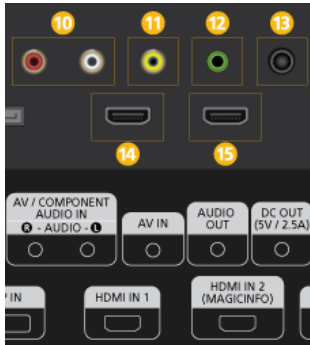 10 11 12 13
14 15
AV / COMPONENT
AUDIO IN
R - AUDIO - L
AV IN
AUDIO
OUT
DC OUT
(5V / 2.5A)
P IN
HDMI IN 1
HDMI IN 2
(MAGICINFO)